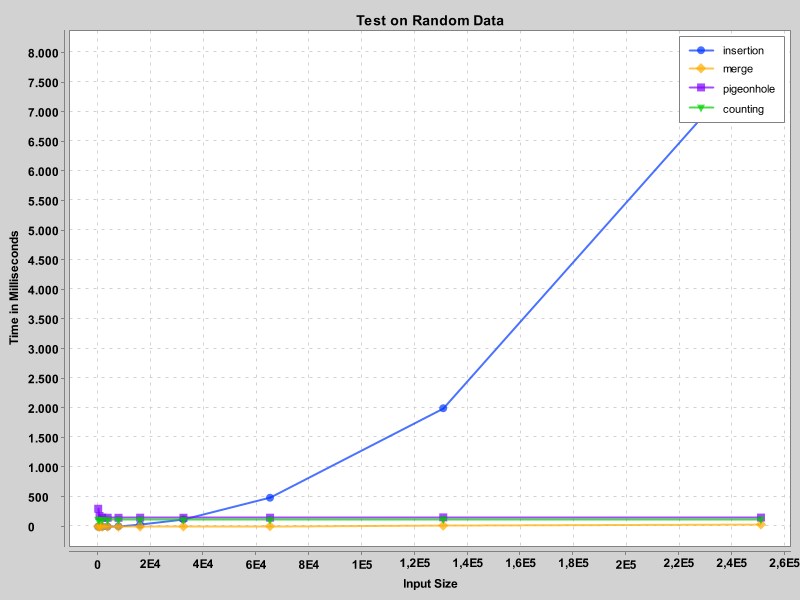 Test on Random Data
insertion
merge
pigeonhole
counting
8.000
7.500
7.000
6.500
6.000
5.500
5.000
4.500
4.000
3.500
3.000
2.500
2.000
1.500
1.000
500
0
Time in Milliseconds
0 2E4 4E4 6E4 8E4 1E5 1,2E5 1,4E5 1,6E5 1,8E5 2E5 2,2E5 2,4E5 2,6E5
Input Size